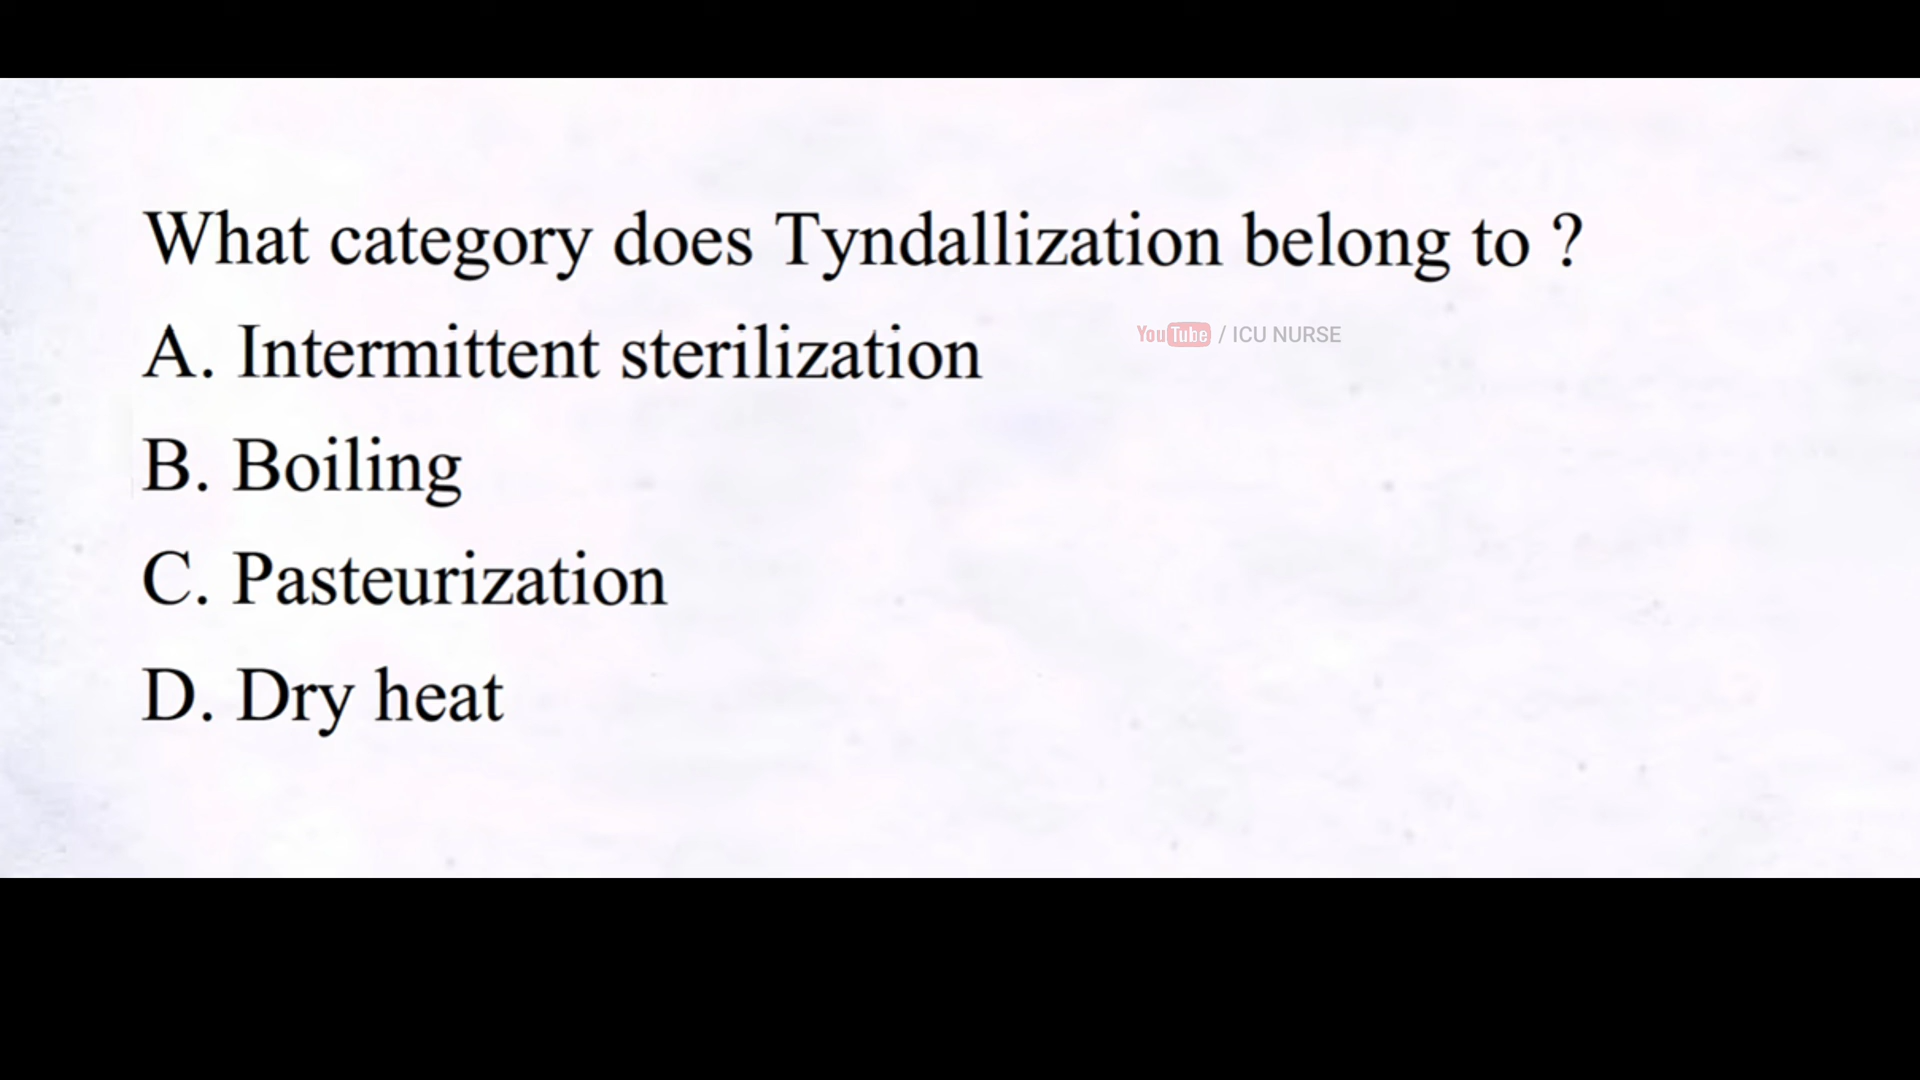 What category does Tyndallization belong to ?
A. Intermittent sterilization
YouTube / ICU NURSE
B. Boiling
C. Pasteurization
D. Dry heat